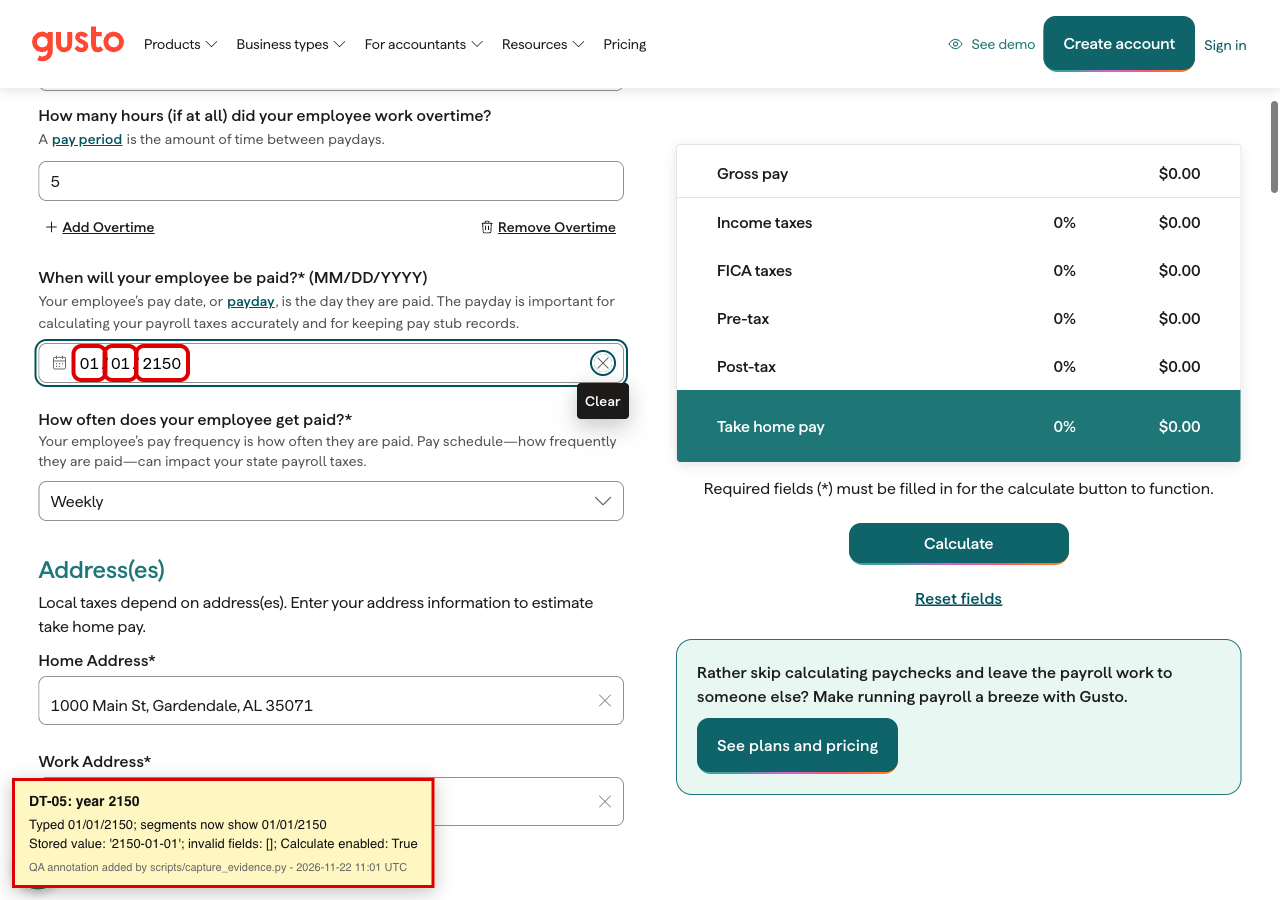 gusto
Products
Business types
For accountants
Resources
Pricing
See demo
Create account
Sign in
How many hours (if at all) did your employee work overtime?
A pay period is the amount of time between paydays.
5
Add Overtime
Remove Overtime
When will your employee be paid?* (MM/DD/YYYY)
Your employee's pay date, or payday, is the day they are paid. The payday is important for
calculating your payroll taxes accurately and for keeping pay stub records.
01/01/2150
Clear
How often does your employee get paid?*
Your employee's pay frequency is how often they are paid. Pay schedule—how frequently
they are paid—can impact your state payroll taxes.
Weekly
Address(es)
Local taxes depend on address(es). Enter your address information to estimate
take home pay.
Home Address*
1000 Main St, Gardendale, AL 35071
Work Address*
DT-05: year 2150
Typed 01/01/2150; segments now show 01/01/2150
Stored value: '2150-01-01'; invalid fields: []; Calculate enabled: True
QA annotation added by scripts/capture_evidence.py - 2026-11-22 11:01 UTC
Gross pay $0.00
Income taxes 0% $0.00
FICA taxes 0% $0.00
Pre-tax 0% $0.00
Post-tax 0% $0.00
Take home pay 0% $0.00
Required fields (*) must be filled in for the calculate button to function.
Calculate
Reset fields
Rather skip calculating paychecks and leave the payroll work to
someone else? Make running payroll a breeze with Gusto.
See plans and pricing